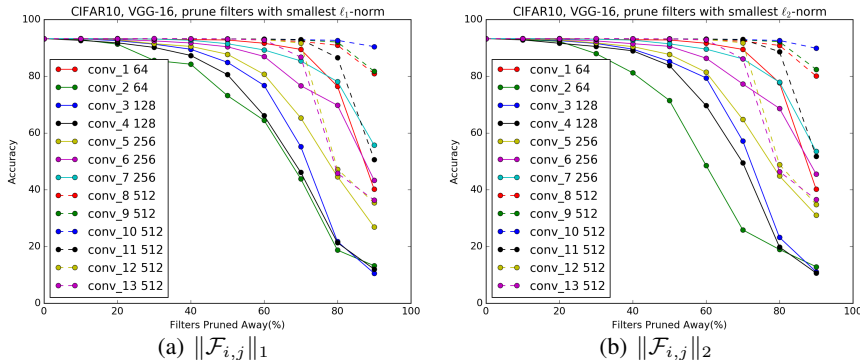 CIFAR10, VGG-16, prune filters with smallest ℓ₁-norm
100
80
60
40
20
0
Accuracy
conv_1 64
conv_2 64
conv_3 128
conv_4 128
conv_5 256
conv_6 256
conv_7 256
conv_8 512
conv_9 512
conv_10 512
conv_11 512
conv_12 512
conv_13 512
0 20 40 60 80 100
Filters Pruned Away(%)
(a) ‖F_{i,j}‖₁
CIFAR10, VGG-16, prune filters with smallest ℓ₂-norm
100
80
60
40
20
0
Accuracy
conv_1 64
conv_2 64
conv_3 128
conv_4 128
conv_5 256
conv_6 256
conv_7 256
conv_8 512
conv_9 512
conv_10 512
conv_11 512
conv_12 512
conv_13 512
0 20 40 60 80 100
Filters Pruned Away(%)
(b) ‖F_{i,j}‖₂